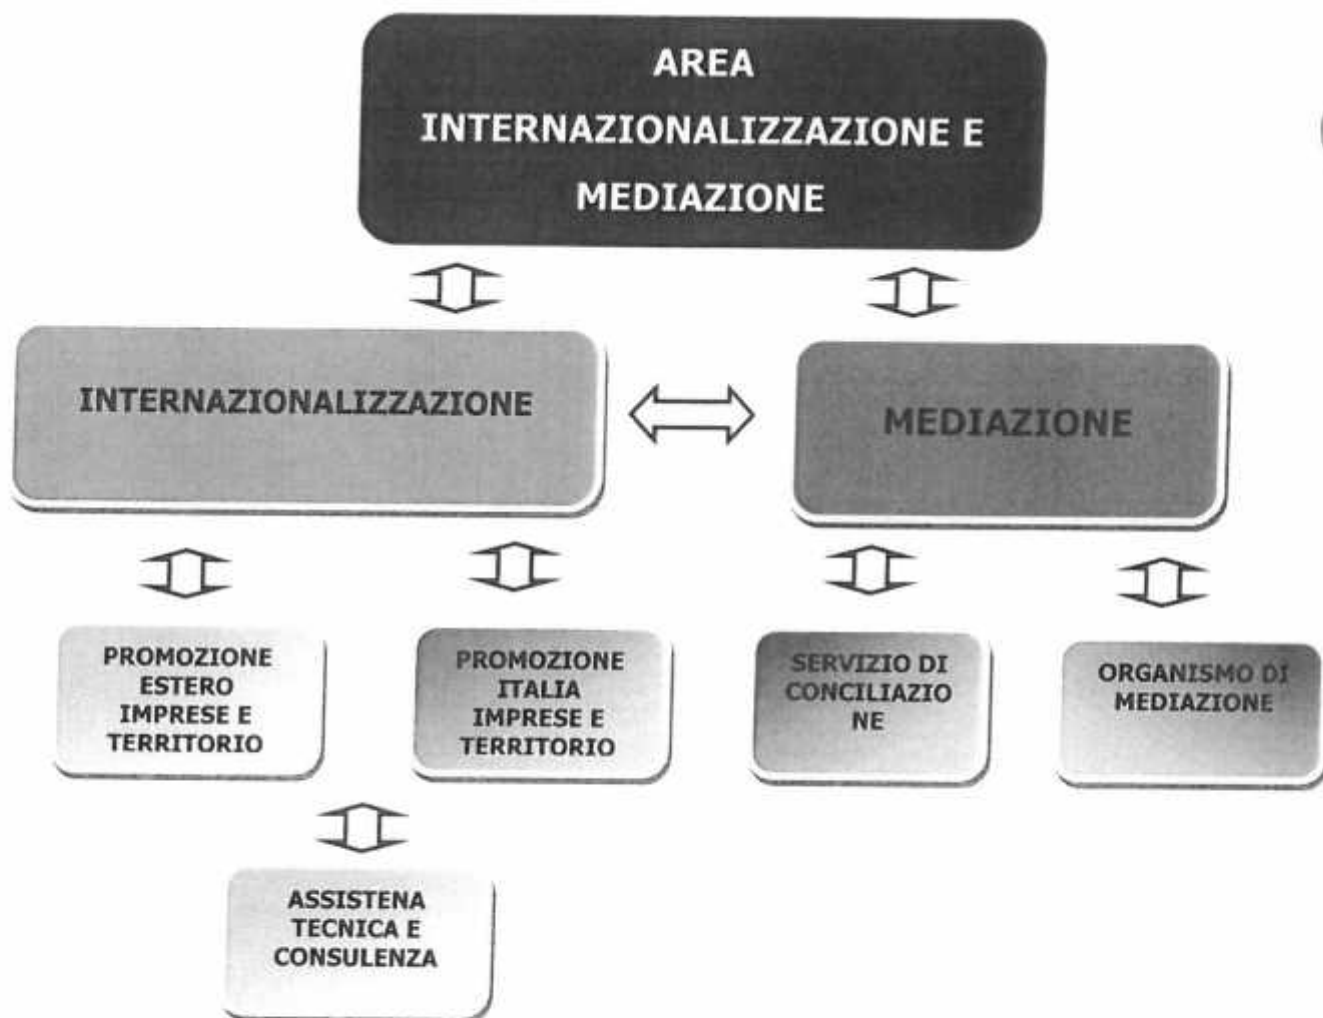 AREA
INTERNAZIONALIZZAZIONE E
MEDIAZIONE
INTERNAZIONALIZZAZIONE
MEDIAZIONE
PROMOZIONE
ESTERO
IMPRESE E
TERRITORIO
PROMOZIONE
ITALIA
IMPRESE E
TERRITORIO
SERVIZIO DI
CONCILIAZIO
NE
ORGANISMO DI
MEDIAZIONE
ASSISTENA
TECNICA E
CONSULENZA